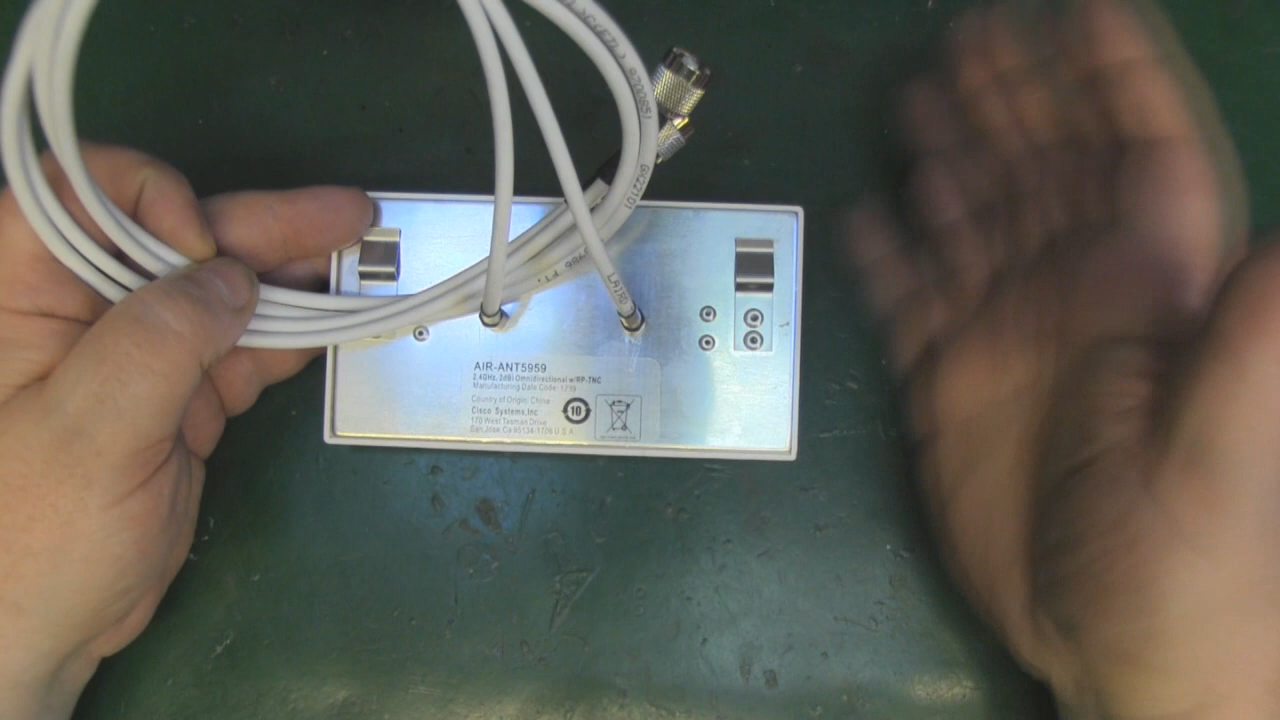 AIR-ANT5959
2.4GHz, 2dBi Omnidirectional w/RP-TNC
Manufacturing Date Code:
Country of Origin: China
Cisco Systems,Inc
170 West Tasman Drive
San Jose, Ca 95134-1706 U.S.A.
10